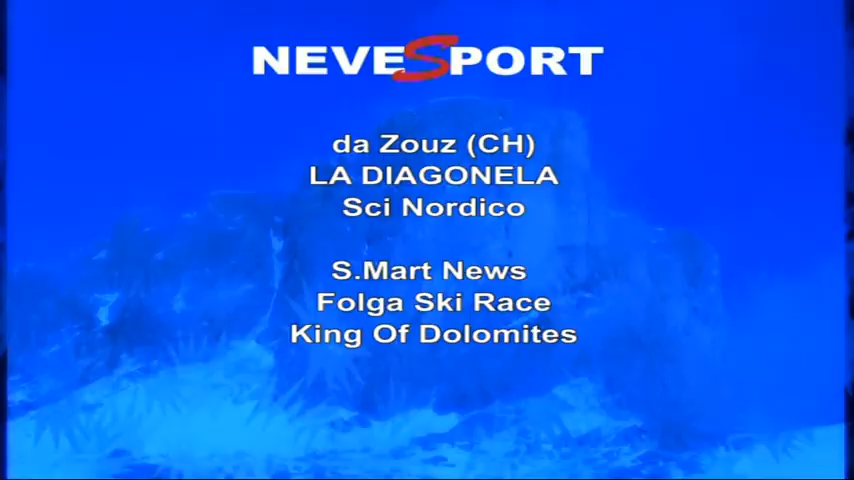 NEVESPORT
da Zouz (CH)
LA DIAGONELA
Sci Nordico
S.Mart News
Folga Ski Race
King Of Dolomites